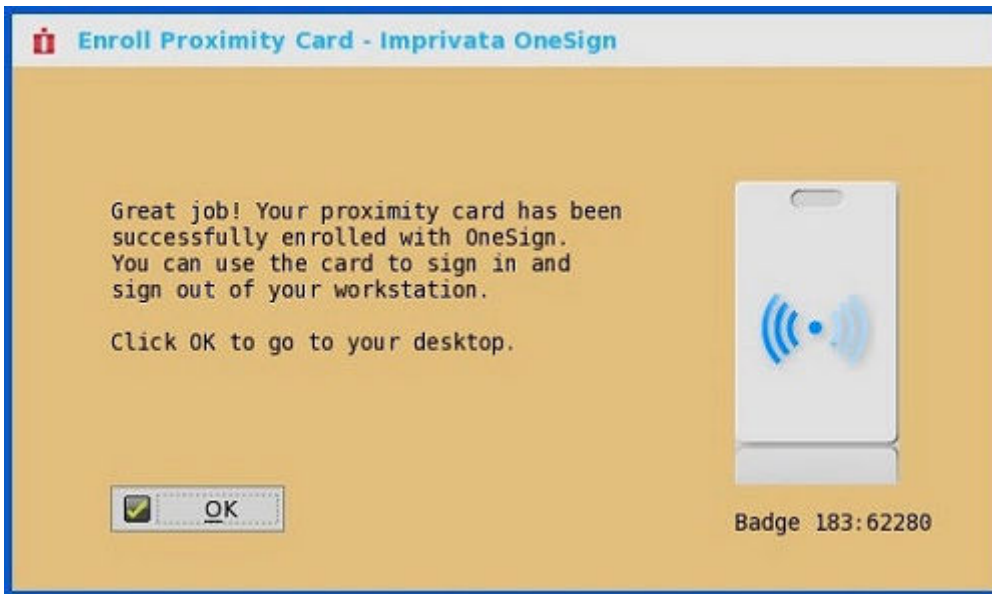 Enroll Proximity Card - Imprivata OneSign
Great job! Your proximity card has been
successfully enrolled with OneSign.
You can use the card to sign in and
sign out of your workstation.
Click OK to go to your desktop.
OK
Badge 183:62280